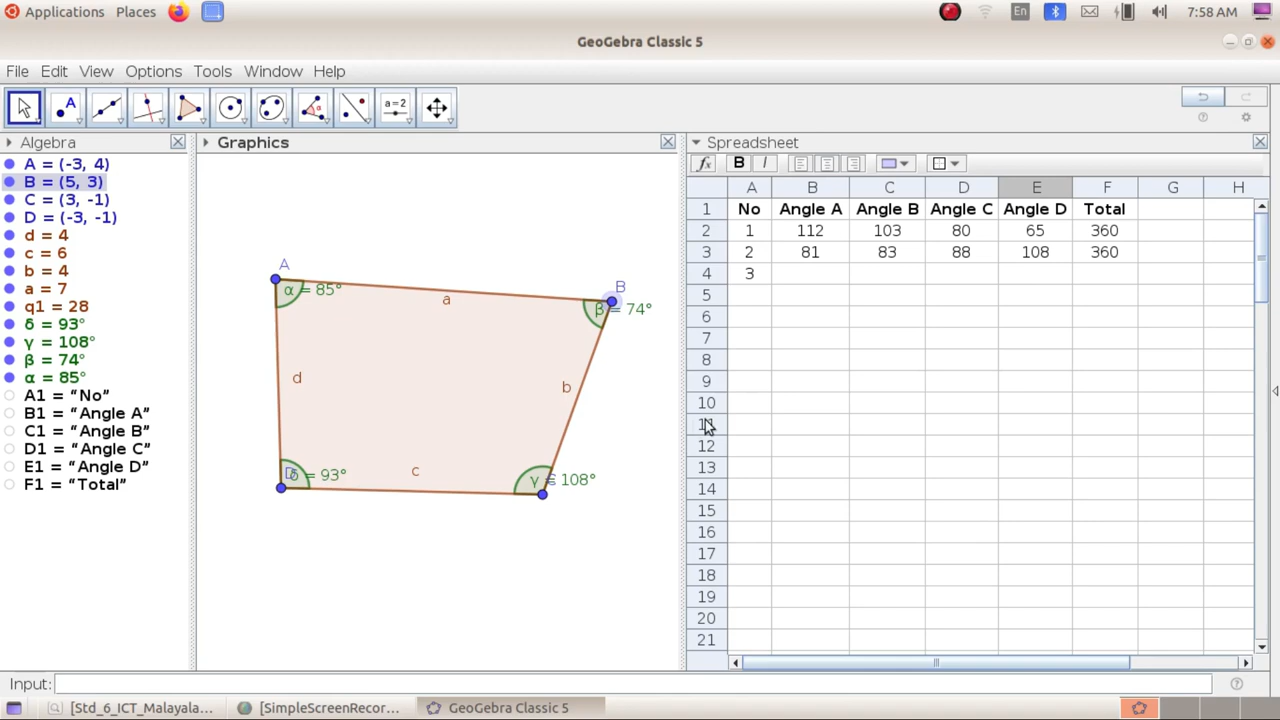 Applications Places En 7:58 AM
GeoGebra Classic 5
File Edit View Options Tools Window Help
A α a=2
Algebra Graphics Spreadsheet
fx B I
A = (-3, 4)
B = (5, 3)
C = (3, -1)
D = (-3, -1)
d = 4
c = 6
b = 4
a = 7
q1 = 28
δ = 93°
γ = 108°
β = 74°
α = 85°
A1 = “No”
B1 = “Angle A”
C1 = “Angle B”
D1 = “Angle C”
E1 = “Angle D”
F1 = “Total”
A
α = 85°
a
B
β = 74°
d
b
c
D
δ = 93°
γ = 108°
A B C D E F G H
1 No Angle A Angle B Angle C Angle D Total
2 1 112 103 80 65 360
3 2 81 83 88 108 360
4 3
5
6
7
8
9
10
11
12
13
14
15
16
17
18
19
20
21
Input:
[Std_6_ICT_Malayala... [SimpleScreenRecor... GeoGebra Classic 5